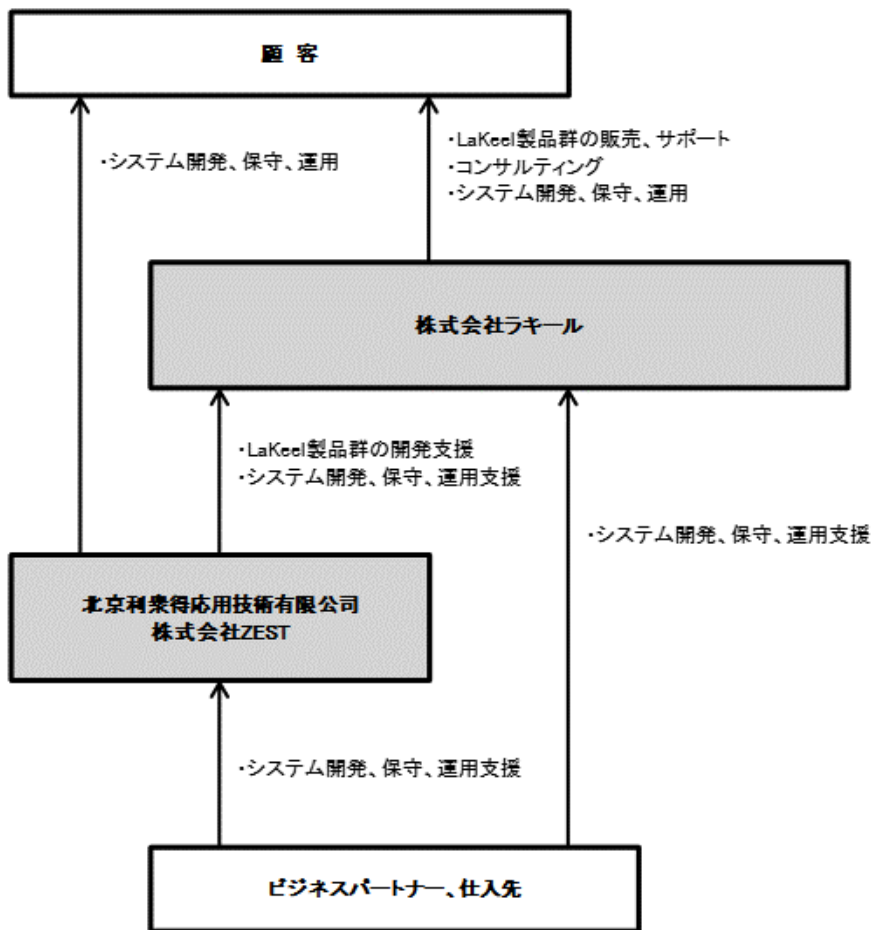 顧 客
・システム開発、保守、運用
・LaKeel製品群の販売、サポート
・コンサルティング
・システム開発、保守、運用
株式会社ラキール
・LaKeel製品群の開発支援
・システム開発、保守、運用支援
・システム開発、保守、運用支援
北京利衆得応用技術有限公司
株式会社ZEST
・システム開発、保守、運用支援
ビジネスパートナー、仕入先